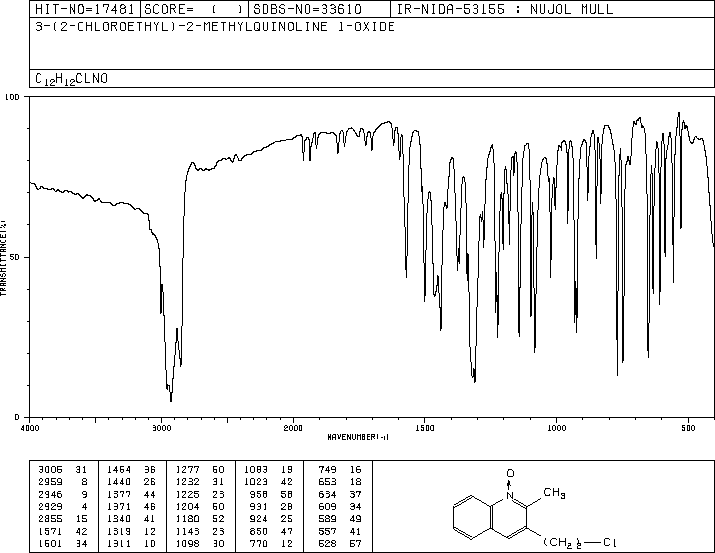 HIT-NO=17481 SCORE= ( ) SDBS-NO=33610 IR-NIDA-53155 : NUJOL MULL
3-(2-CHLOROETHYL)-2-METHYLQUINOLINE 1-OXIDE
C12H12CLNO
100
50
0
TRANSMITTANCE(%)
4000 3000 2000 1500 1000 500
WAVENUMBER(-1)
3005 31 1464 36 1277 60 1083 19 749 16
2959 8 1440 26 1232 31 1023 42 653 18
2946 9 1377 44 1225 23 958 58 634 37
2929 4 1371 46 1204 60 931 28 609 34
2855 15 1340 41 1180 52 924 25 589 49
1571 42 1319 12 1143 23 850 47 557 41
1501 34 1311 10 1098 30 770 12 528 57
O
N
CH3
(CH2)2—Cl